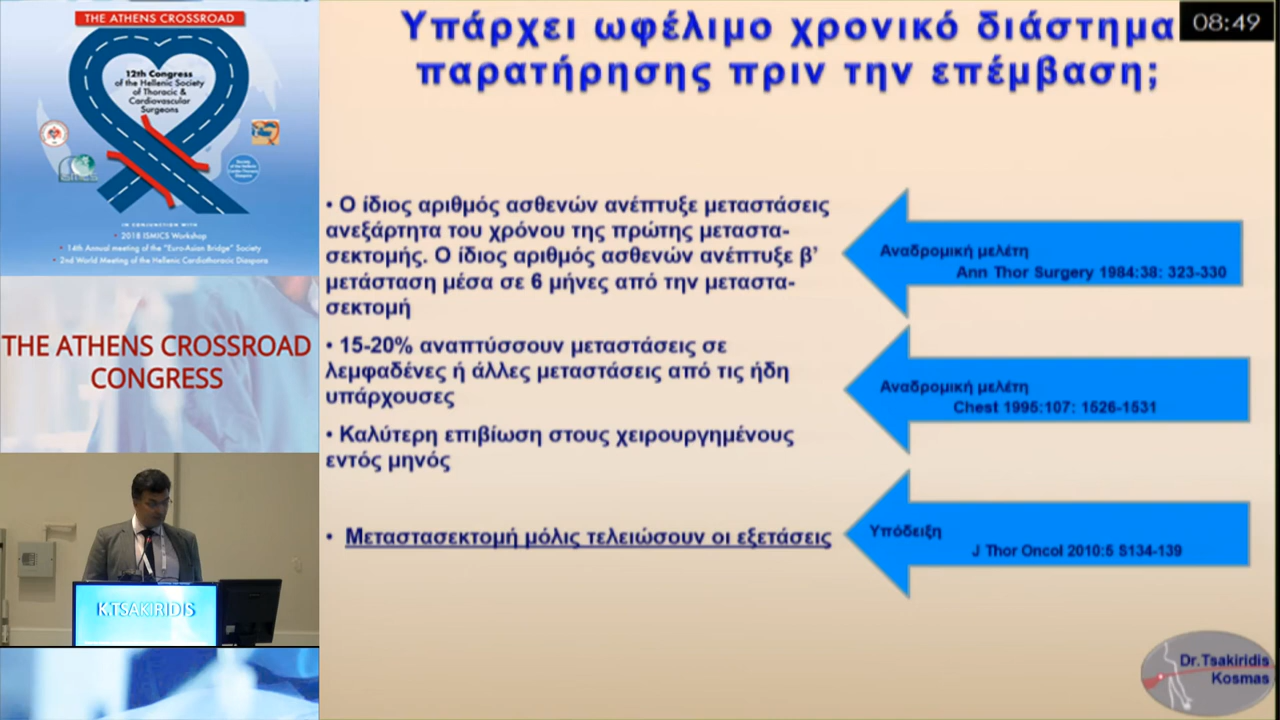 THE ATHENS CROSSROAD
12th Congress
of the Hellenic Society
of Thoracic &
Cardiovascular
Surgeons
IN CONJUNCTION WITH
• 2018 ISMICS Workshop
• 14th Annual meeting of the "Euro-Asian Bridge" Society
• 2nd World Meeting of the Hellenic Cardiothoracic Diaspora
THE ATHENS CROSSROAD
CONGRESS
K.TSAKIRIDIS
08:49
Υπάρχει ωφέλιμο χρονικό διάστημα
παρατήρησης πριν την επέμβαση;
• Ο ίδιος αριθμός ασθενών ανέπτυξε μεταστάσεις
ανεξάρτητα του χρόνου της πρώτης μεταστα-
σεκτομής. Ο ίδιος αριθμός ασθενών ανέπτυξε β’
μετάσταση μέσα σε 6 μήνες από την μεταστα-
σεκτομή
Αναδρομική μελέτη
Ann Thor Surgery 1984:38: 323-330
• 15-20% αναπτύσσουν μεταστάσεις σε
λεμφαδένες ή άλλες μεταστάσεις από τις ήδη
υπάρχουσες
Αναδρομική μελέτη
Chest 1995:107: 1526-1531
• Καλύτερη επιβίωση στους χειρουργημένους
εντός μηνός
• Μεταστασεκτομή μόλις τελειώσουν οι εξετάσεις
Υπόδειξη
J Thor Oncol 2010:5 S134-139
Dr.Tsakiridis
Kosmas